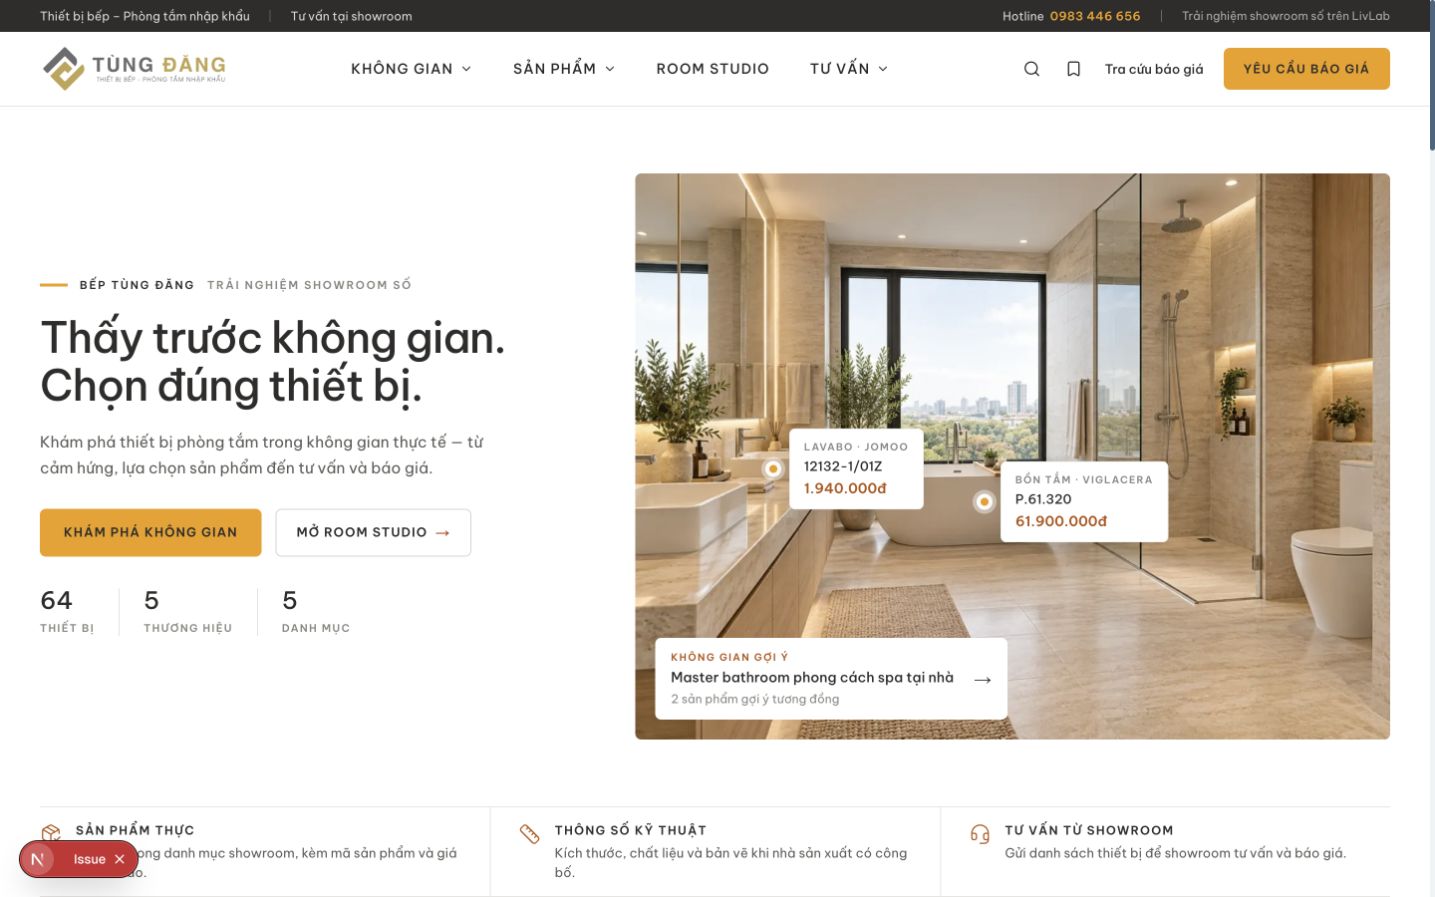 Thiết bị bếp – Phòng tắm nhập khẩu
Tư vấn tại showroom
Hotline 0983 446 656
Trải nghiệm showroom số trên LivLab
TÙNG ĐĂNG
THIẾT BỊ BẾP - PHÒNG TẮM NHẬP KHẨU
KHÔNG GIAN
SẢN PHẨM
ROOM STUDIO
TƯ VẤN
Tra cứu báo giá
YÊU CẦU BÁO GIÁ
BẾP TÙNG ĐĂNG TRẢI NGHIỆM SHOWROOM SỐ
Thấy trước không gian.
Chọn đúng thiết bị.
Khám phá thiết bị phòng tắm trong không gian thực tế — từ
cảm hứng, lựa chọn sản phẩm đến tư vấn và báo giá.
KHÁM PHÁ KHÔNG GIAN
MỞ ROOM STUDIO →
64
THIẾT BỊ
5
THƯƠNG HIỆU
5
DANH MỤC
LAVABO · JOMOO
12132-1/01Z
1.940.000đ
BỒN TẮM · VIGLACERA
P.61.320
61.900.000đ
KHÔNG GIAN GỢI Ý
Master bathroom phong cách spa tại nhà →
2 sản phẩm gợi ý tương đồng
SẢN PHẨM THỰC
danh mục showroom, kèm mã sản phẩm và giá
THÔNG SỐ KỸ THUẬT
Kích thước, chất liệu và bản vẽ khi nhà sản xuất có công
bố.
TƯ VẤN TỪ SHOWROOM
Gửi danh sách thiết bị để showroom tư vấn và báo giá.
N Issue ×